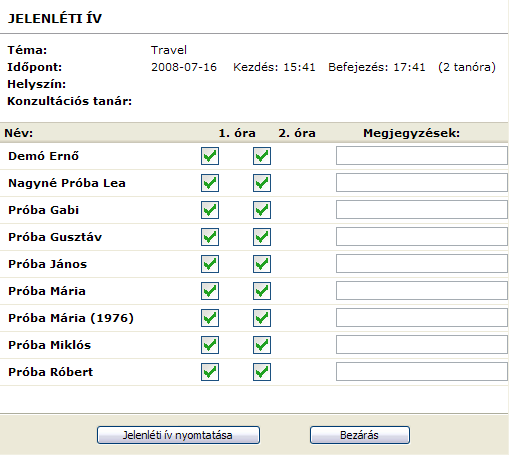 JELENLÉTI ÍV
Téma: Travel
Időpont: 2008-07-16 Kezdés: 15:41 Befejezés: 17:41 (2 tanóra)
Helyszín:
Konzultációs tanár:
Név: 1. óra 2. óra Megjegyzések:
Demó Ernő
Nagyné Próba Lea
Próba Gabi
Próba Gusztáv
Próba János
Próba Mária
Próba Mária (1976)
Próba Miklós
Próba Róbert
Jelenléti ív nyomtatása Bezárás